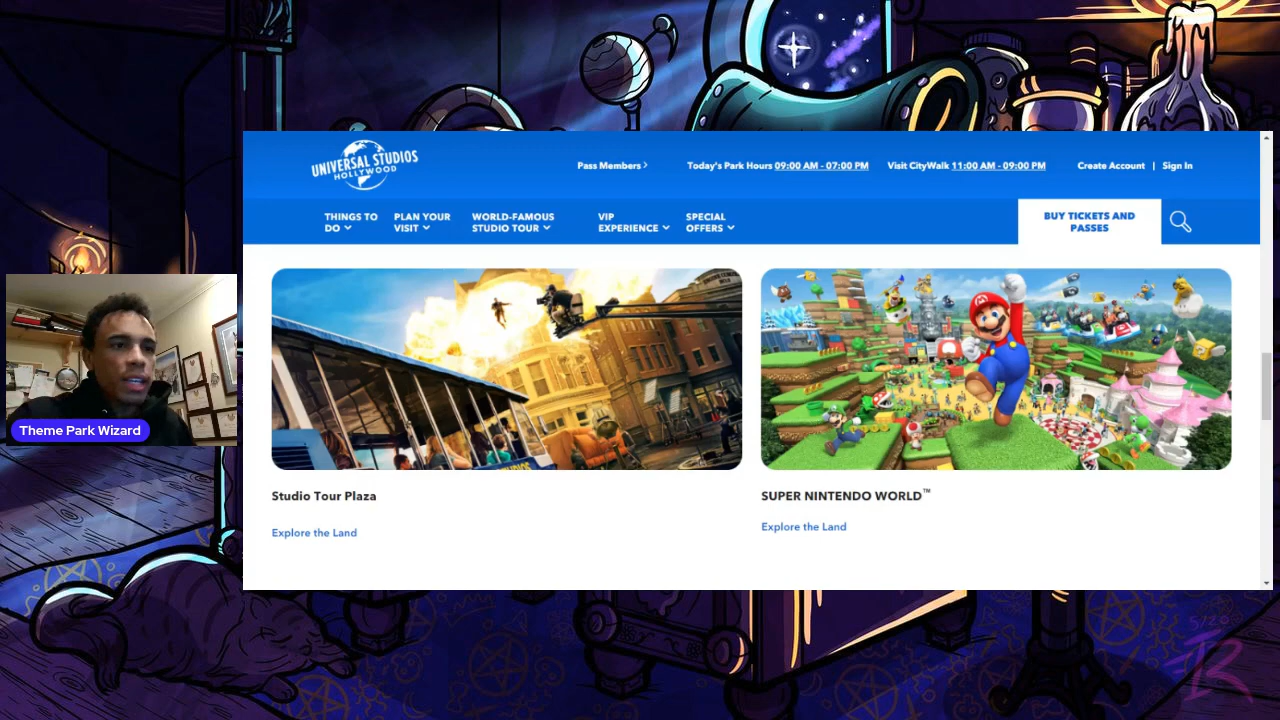 UNIVERSAL STUDIOS
HOLLYWOOD
Pass Members
Today's Park Hours 09:00 AM - 07:00 PM
Visit CityWalk 11:00 AM - 09:00 PM
Create Account | Sign In
THINGS TO
DO
PLAN YOUR
VISIT
WORLD-FAMOUS
STUDIO TOUR
VIP
EXPERIENCE
SPECIAL
OFFERS
BUY TICKETS AND
PASSES
Theme Park Wizard
Studio Tour Plaza
Explore the Land
SUPER NINTENDO WORLD™
Explore the Land